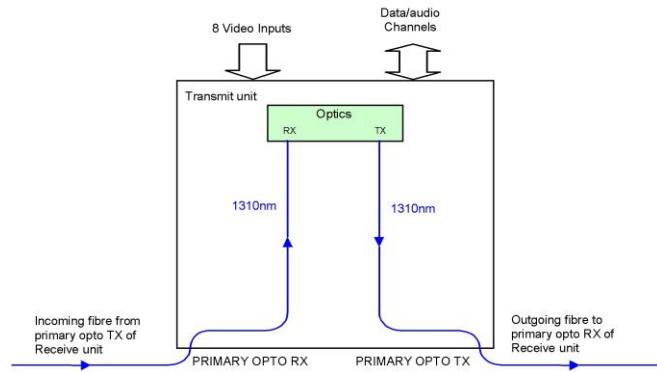 8 Video Inputs
Data/audio
Channels
Transmit unit
Optics
RX
TX
1310nm
1310nm
Incoming fibre from
primary opto TX of
Receive unit
Outgoing fibre to
primary opto RX of
Receive unit
PRIMARY OPTO RX
PRIMARY OPTO TX